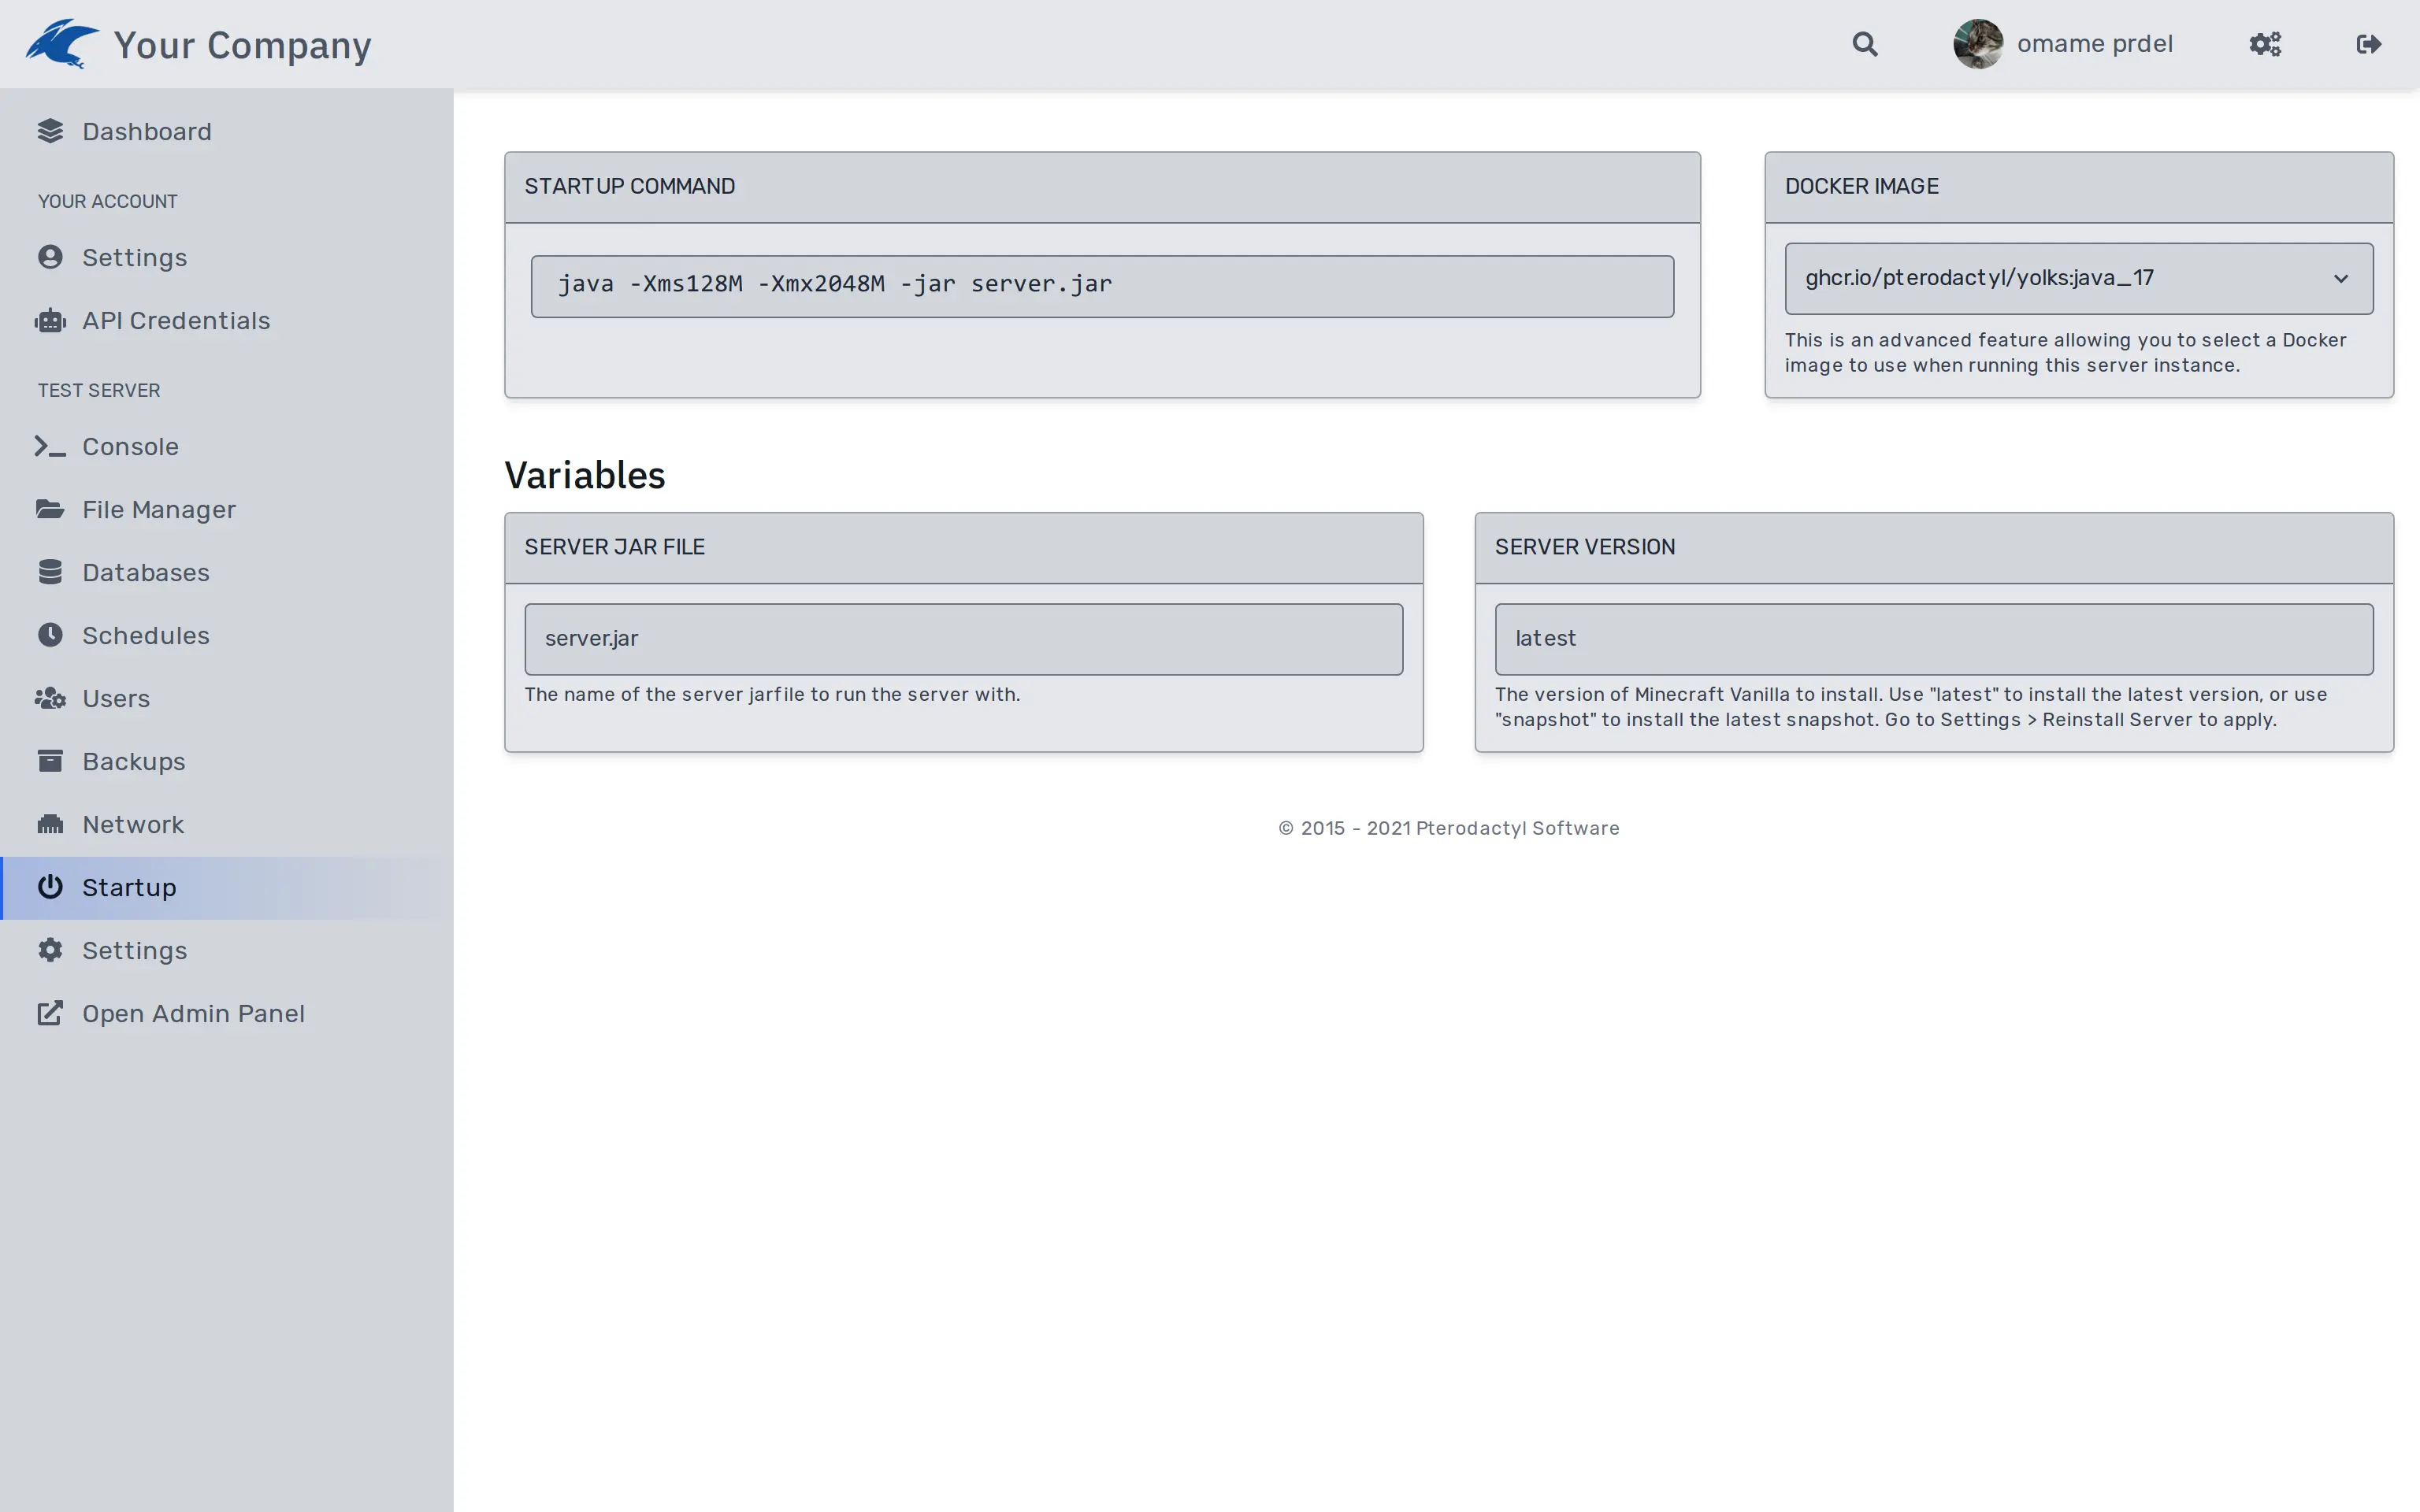 Your Company
omame prdel
Dashboard
YOUR ACCOUNT
Settings
API Credentials
TEST SERVER
Console
File Manager
Databases
Schedules
Users
Backups
Network
Startup
Settings
Open Admin Panel
STARTUP COMMAND
java -Xms128M -Xmx2048M -jar server.jar
DOCKER IMAGE
ghcr.io/pterodactyl/yolks:java_17
This is an advanced feature allowing you to select a Docker
image to use when running this server instance.
Variables
SERVER JAR FILE
server.jar
The name of the server jarfile to run the server with.
SERVER VERSION
latest
The version of Minecraft Vanilla to install. Use "latest" to install the latest version, or use
"snapshot" to install the latest snapshot. Go to Settings > Reinstall Server to apply.
© 2015 - 2021 Pterodactyl Software